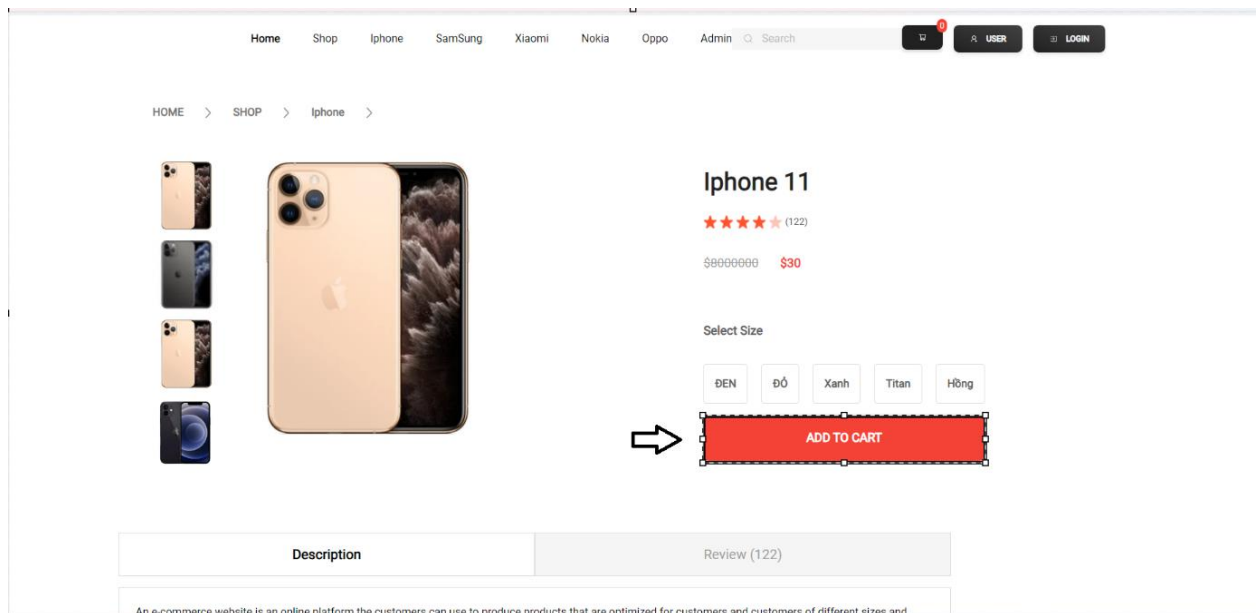 Home Shop Iphone SamSung Xiaomi Nokia Oppo Admin Search 0 USER LOGIN
HOME > SHOP > Iphone >
Iphone 11
(122)
$8000000 $30
Select Size
ĐEN ĐỎ Xanh Titan Hồng
ADD TO CART
Description Review (122)
An e-commerce website is an online platform the customers can use to produce products that are optimized for customers and customers of different sizes and